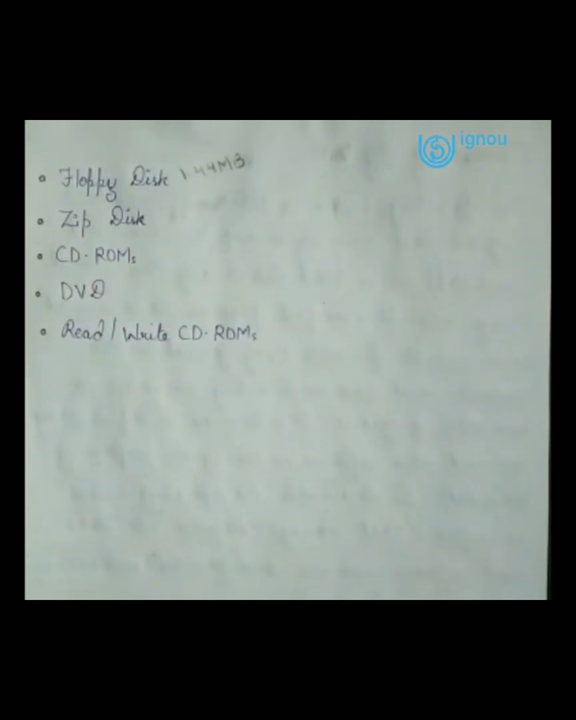 ignou
• Floppy Disk 1.44MB
• Zip Disk
• CD-ROMs
• DVD
• Read/Write CD-ROMs